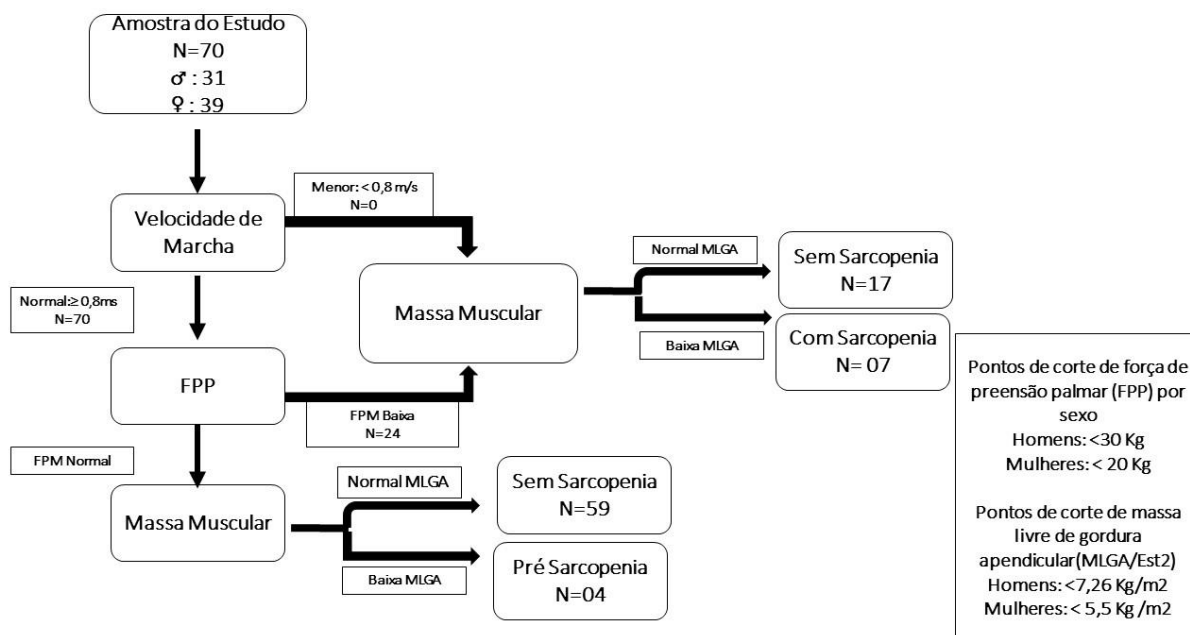 Amostra do Estudo
N=70
♂ : 31
♀ : 39
Menor: < 0,8 m/s
N=0
Velocidade de
Marcha
Normal:≥ 0,8ms
N=70
Massa Muscular
Normal MLGA
Sem Sarcopenia
N=17
Baixa MLGA
Com Sarcopenia
N= 07
FPP
FPM Baixa
N=24
FPM Normal
Massa Muscular
Normal MLGA
Sem Sarcopenia
N=59
Baixa MLGA
Pré Sarcopenia
N=04
Pontos de corte de força de
preensão palmar (FPP) por
sexo
Homens: <30 Kg
Mulheres: < 20 Kg
Pontos de corte de massa
livre de gordura
apendicular(MLGA/Est2)
Homens: <7,26 Kg/m2
Mulheres: < 5,5 Kg /m2